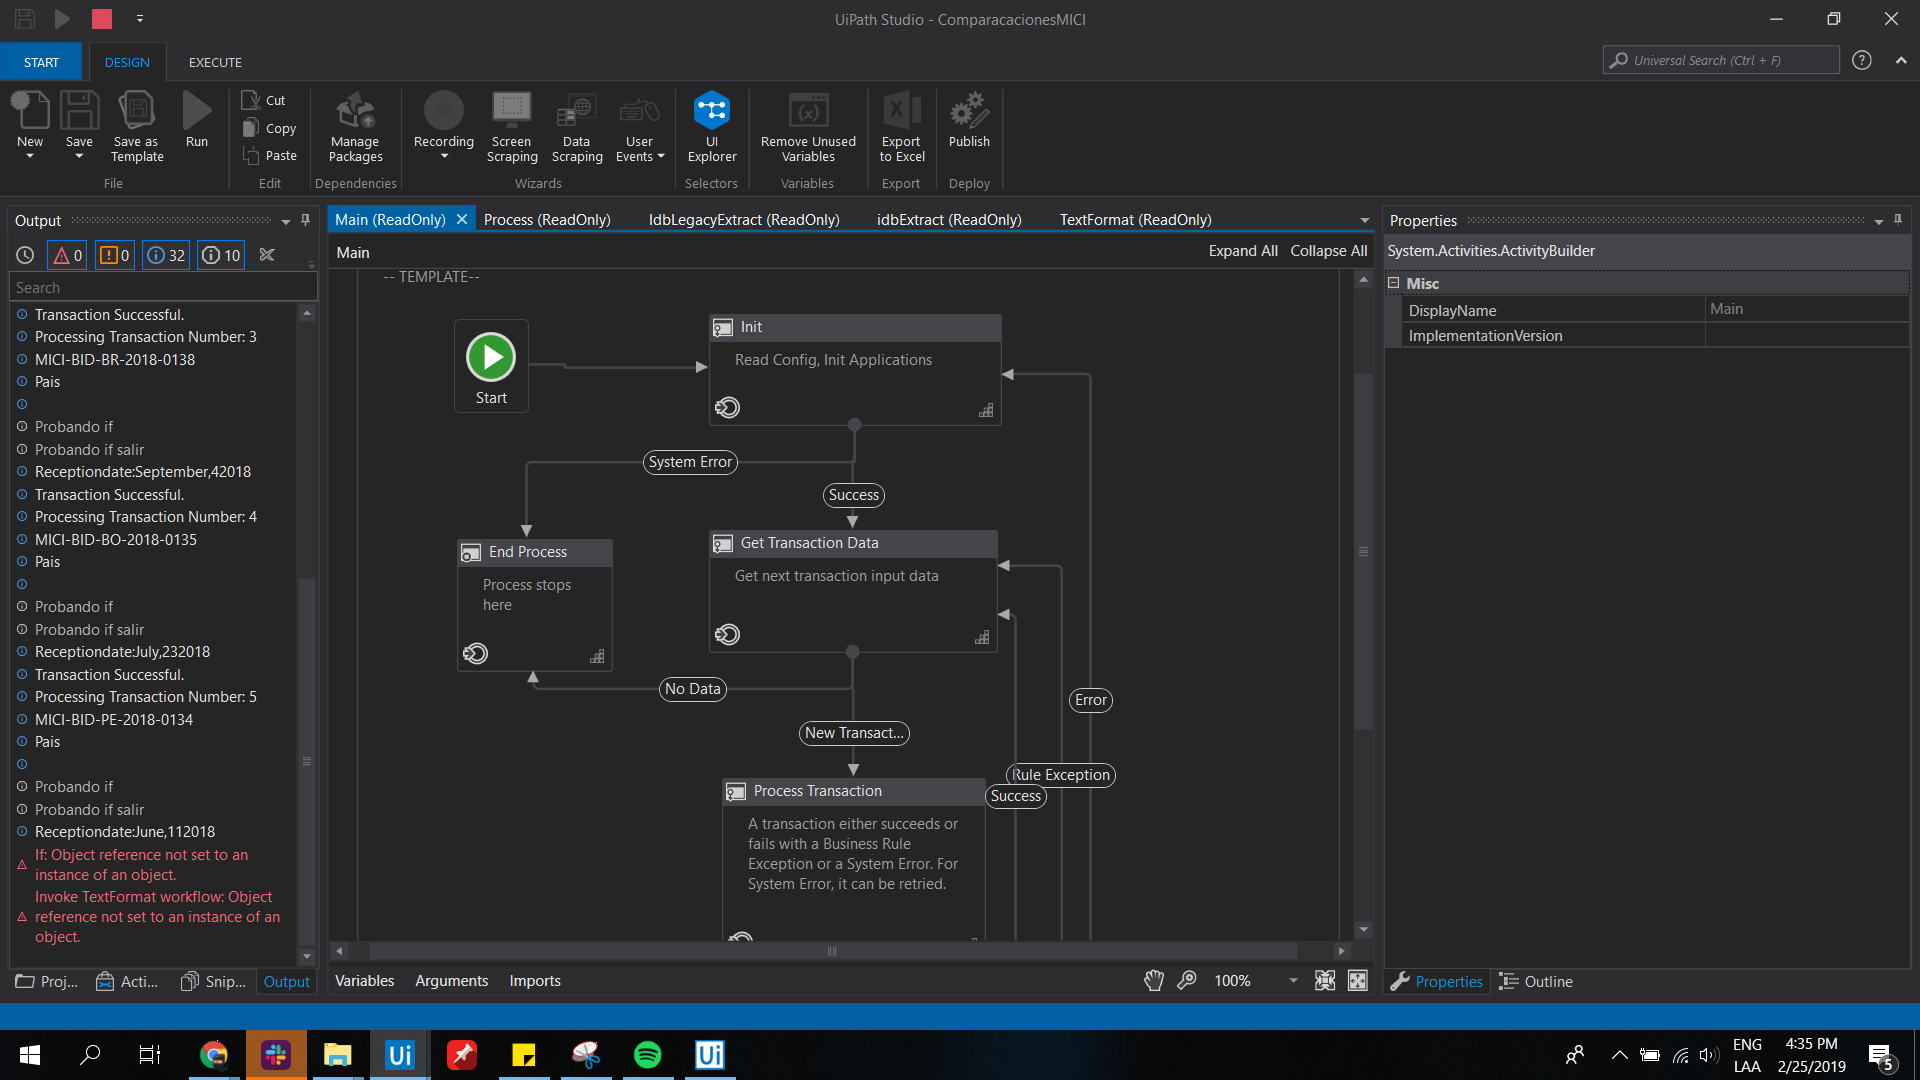 UiPath Studio - ComparacacionesMICI
START
DESIGN
EXECUTE
Universal Search (Ctrl + F)
New
Save
Save as
Template
Run
Cut
Copy
Paste
Manage
Packages
Recording
Screen
Scraping
Data
Scraping
User
Events
UI
Explorer
Remove Unused
Variables
Export
to Excel
Publish
File
Edit
Dependencies
Wizards
Selectors
Variables
Export
Deploy
Output
0
0
32
10
Search
Transaction Successful.
Processing Transaction Number: 3
MICI-BID-BR-2018-0138
Pais
Probando if
Probando if salir
Receptiondate:September,42018
Transaction Successful.
Processing Transaction Number: 4
MICI-BID-BO-2018-0135
Pais
Probando if
Probando if salir
Receptiondate:July,232018
Transaction Successful.
Processing Transaction Number: 5
MICI-BID-PE-2018-0134
Pais
Probando if
Probando if salir
Receptiondate:June,112018
If: Object reference not set to an
instance of an object.
Invoke TextFormat workflow: Object
reference not set to an instance of an
object.
Proj...
Acti...
Snip...
Output
Main (ReadOnly)
Process (ReadOnly)
IdbLegacyExtract (ReadOnly)
idbExtract (ReadOnly)
TextFormat (ReadOnly)
Main
Expand All
Collapse All
-- TEMPLATE--
Start
Init
Read Config, Init Applications
System Error
Success
End Process
Process stops
here
Get Transaction Data
Get next transaction input data
No Data
New Transact...
Error
Rule Exception
Success
Process Transaction
A transaction either succeeds or
fails with a Business Rule
Exception or a System Error. For
System Error, it can be retried.
Variables
Arguments
Imports
100%
Properties
System.Activities.ActivityBuilder
Misc
DisplayName
Main
ImplementationVersion
Properties
Outline
Ui
Ui
ENG
LAA
4:35 PM
2/25/2019
5